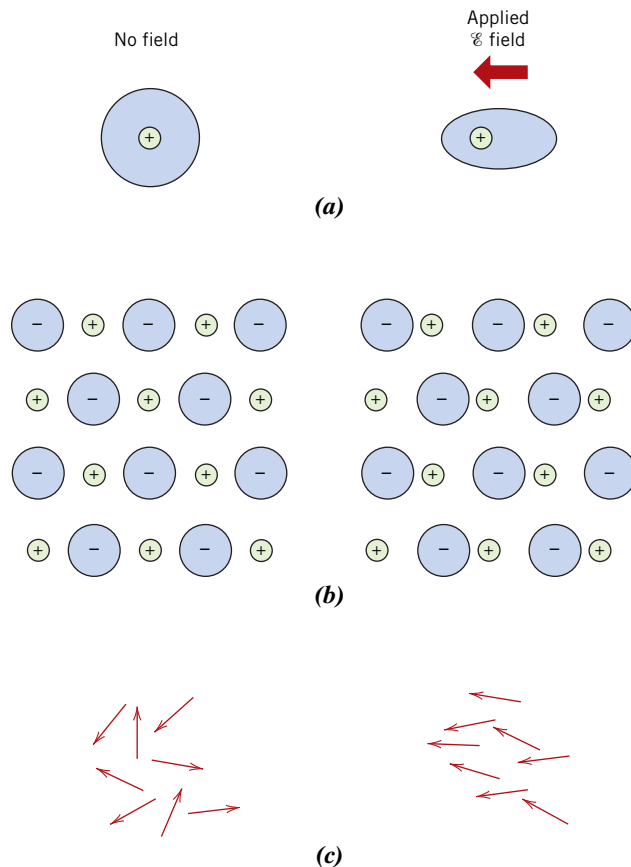 No field
Applied
ℰ field
+
+
(a)
− + − + −
− + − + −
+ − + − +
+ − + − +
− + − + −
− + − + −
+ − + − +
+ − + − +
(b)
(c)